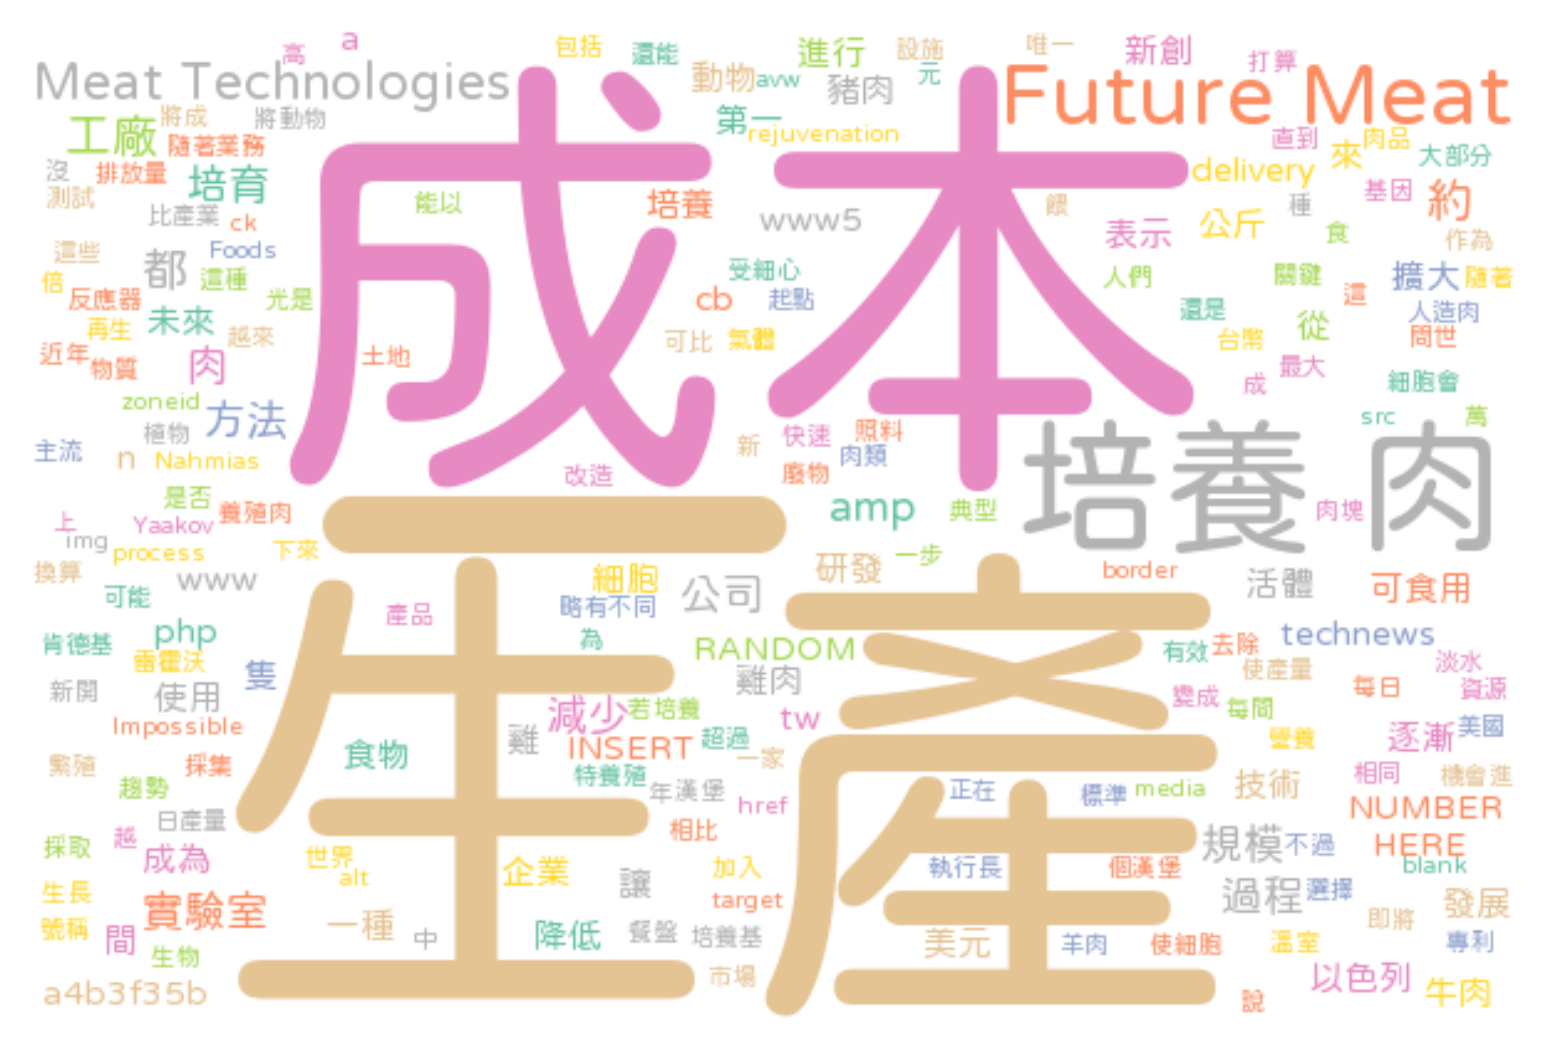 高 a 包括 還能 進行 設施 唯一 新創 打算
Meat Technologies 動物 avw 豬肉 元 Future Meat
將成 將動物 第一 rejuvenation 直到 肉品
工廠 隨著業務 成本 delivery 來 大部分
沒 排放量 培育 能以 培養 基因 約
測試 比產業 ck www5 餵 表示 公斤 種 食 作為
這些 都 Foods 受細心 人們 關鍵 擴大 隨著
倍 反應器 這種 光是 cb 起點 還是 這 人造肉
再生 未來 越來 可比 氣體 台幣 從 問世
近年 物質 肉 土地 成 最大 細胞會
zoneid 方法 快速 照料 src 萬
主流 植物 n Nahmias 新 肉類 培養 肉
是否 養殖肉 改造 廢物 amp 典型 肉塊
上 img Yaakov process 下來 研發 一步
換算 www 細胞 公司 border 活體 可食用
可能 產品 略有不同 生產
肯德基 php 為 RANDOM 有效 去除 technews
雷霍沃 隻 雞肉 使產量 淡水
新開 使用 減少 若培養 tw 變成 每間 每日 資源
Impossible 雞 INSERT 超過 一家 營養 逐漸 美國
繁殖 採集 食物 特養殖 相同 機會進
趨勢 年漢堡 href 正在 標準 media 技術
日產量 相比 NUMBER
採取 越 成為 世界 規模 不過 HERE
alt 企業 加入 執行長 個漢堡 blank
生長 實驗室 讓 target 過程 選擇 發展
號稱 間 一種 中 降低 餐盤 培養基 美元 羊肉 使細胞 溫室 即將 專利
生物 市場 以色列
a4b3f35b 說 牛肉